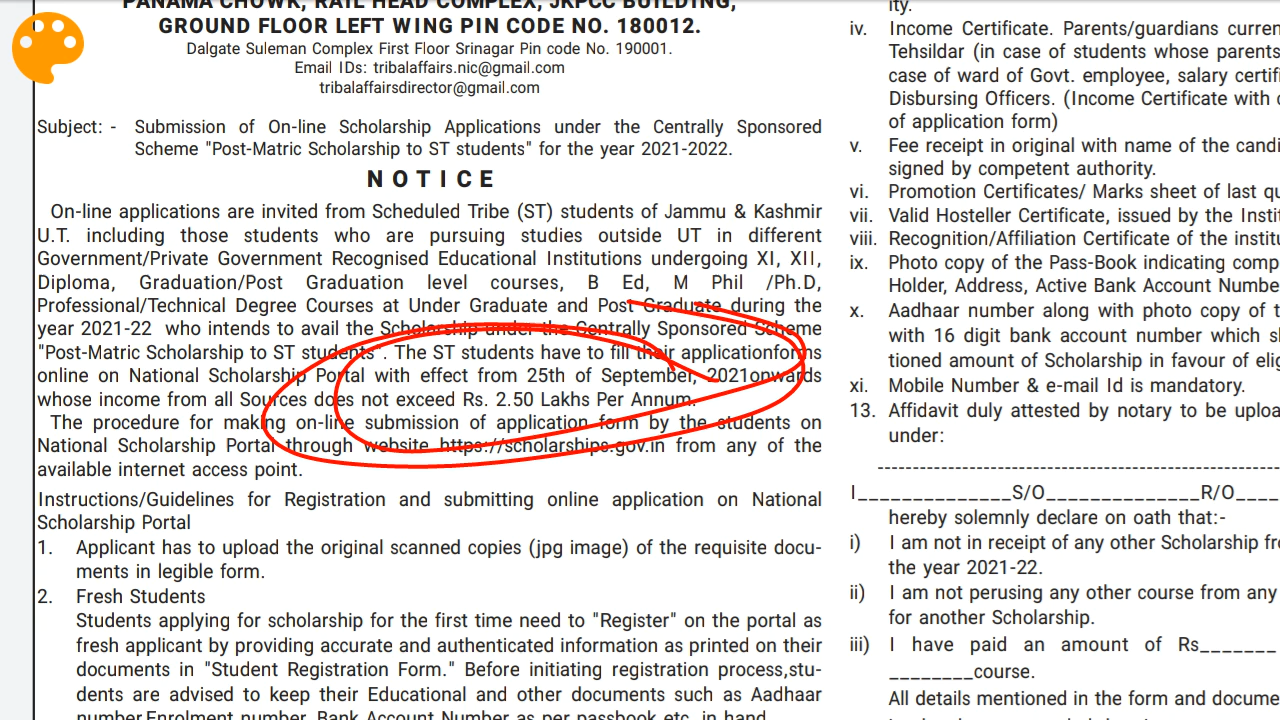 PANAMA CHOWK, RAIL HEAD COMPLEX, JKPCC BUILDING,
GROUND FLOOR LEFT WING PIN CODE NO. 180012.
Dalgate Suleman Complex First Floor Srinagar Pin code No. 190001.
Email IDs: tribalaffairs.nic@gmail.com
tribalaffairsdirector@gmail.com
Subject: - Submission of On-line Scholarship Applications under the Centrally Sponsored
Scheme "Post-Matric Scholarship to ST students" for the year 2021-2022.
NOTICE
On-line applications are invited from Scheduled Tribe (ST) students of Jammu & Kashmir
U.T. including those students who are pursuing studies outside UT in different
Government/Private Government Recognised Educational Institutions undergoing XI, XII,
Diploma, Graduation/Post Graduation level courses, B Ed, M Phil /Ph.D,
Professional/Technical Degree Courses at Under Graduate and Post Graduate during the
year 2021-22 who intends to avail the Scholarship under the Centrally Sponsored Scheme
"Post-Matric Scholarship to ST students". The ST students have to fill their applicationforms
online on National Scholarship Portal with effect from 25th of September, 2021onwards
whose income from all Sources does not exceed Rs. 2.50 Lakhs Per Annum.
The procedure for making on-line submission of application form by the students on
National Scholarship Portal through website https://scholarships.gov.in from any of the
available internet access point.
Instructions/Guidelines for Registration and submitting online application on National
Scholarship Portal
1. Applicant has to upload the original scanned copies (jpg image) of the requisite docu-
ments in legible form.
2. Fresh Students
Students applying for scholarship for the first time need to "Register" on the portal as
fresh applicant by providing accurate and authenticated information as printed on their
documents in "Student Registration Form." Before initiating registration process,stu-
dents are advised to keep their Educational and other documents such as Aadhaar
number,Enrolment number, Bank Account Number as per passbook etc. in hand.
ity.
iv. Income Certificate. Parents/guardians curren
Tehsildar (in case of students whose parents
case of ward of Govt. employee, salary certifi
Disbursing Officers. (Income Certificate with
of application form)
v. Fee receipt in original with name of the candi
signed by competent authority.
vi. Promotion Certificates/ Marks sheet of last qu
vii. Valid Hosteller Certificate, issued by the Insti
viii. Recognition/Affiliation Certificate of the institu
ix. Photo copy of the Pass-Book indicating comp
Holder, Address, Active Bank Account Numbe
x. Aadhaar number along with photo copy of t
with 16 digit bank account number which sh
tioned amount of Scholarship in favour of elig
xi. Mobile Number & e-mail Id is mandatory.
13. Affidavit duly attested by notary to be uploa
under:
I______________S/O______________R/O____
hereby solemnly declare on oath that:-
i) I am not in receipt of any other Scholarship fr
the year 2021-22.
ii) I am not perusing any other course from any
for another Scholarship.
iii) I have paid an amount of Rs_______
________course.
All details mentioned in the form and docume